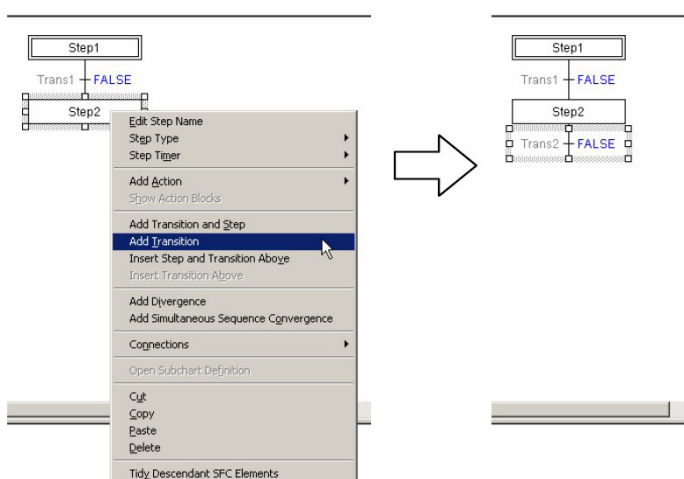 Step1
Trans1 FALSE
Step2
Edit Step Name
Step Type
Step Timer
Add Action
Show Action Blocks
Add Transition and Step
Add Transition
Insert Step and Transition Above
Insert Transition Above
Add Divergence
Add Simultaneous Sequence Convergence
Connections
Open Subchart Definition
Cut
Copy
Paste
Delete
Tidy Descendant SFC Elements
Step1
Trans1 FALSE
Step2
Trans2 FALSE